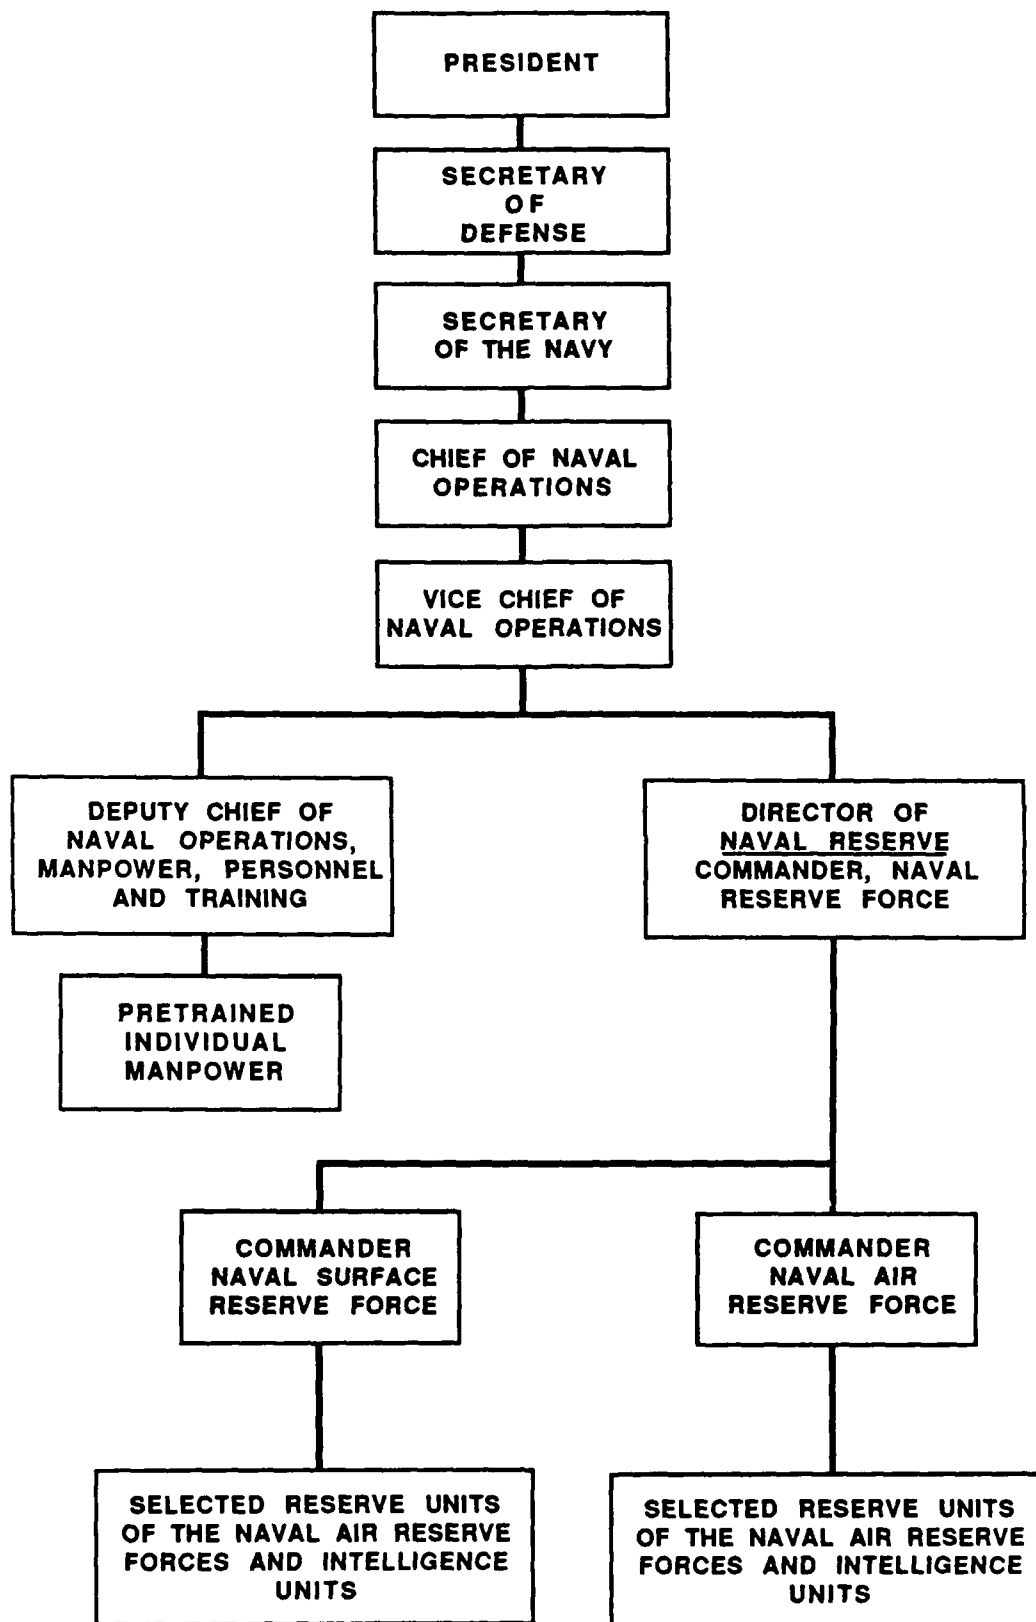 PRESIDENT
SECRETARY
OF
DEFENSE
SECRETARY
OF THE NAVY
CHIEF OF NAVAL
OPERATIONS
VICE CHIEF OF
NAVAL OPERATIONS
DEPUTY CHIEF OF
NAVAL OPERATIONS,
MANPOWER, PERSONNEL
AND TRAINING
DIRECTOR OF
NAVAL RESERVE
COMMANDER, NAVAL
RESERVE FORCE
PRETRAINED
INDIVIDUAL
MANPOWER
COMMANDER
NAVAL SURFACE
RESERVE FORCE
COMMANDER
NAVAL AIR
RESERVE FORCE
SELECTED RESERVE UNITS
OF THE NAVAL AIR RESERVE
FORCES AND INTELLIGENCE
UNITS
SELECTED RESERVE UNITS
OF THE NAVAL AIR RESERVE
FORCES AND INTELLIGENCE
UNITS